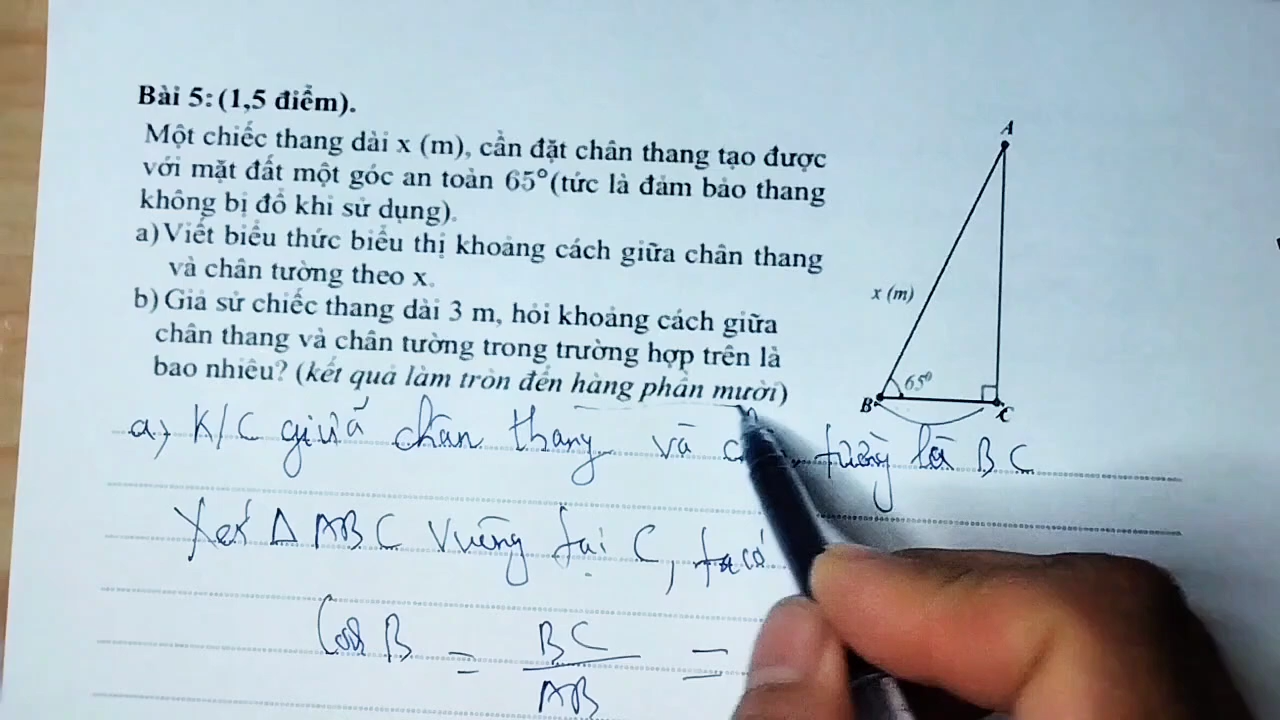 Bài 5: (1,5 điểm).
Một chiếc thang dài x (m), cần đặt chân thang tạo được
với mặt đất một góc an toàn 65° (tức là đảm bảo thang
không bị đổ khi sử dụng).
a) Viết biểu thức biểu thị khoảng cách giữa chân thang
và chân tường theo x.
b) Giả sử chiếc thang dài 3 m, hỏi khoảng cách giữa
chân thang và chân tường trong trường hợp trên là
bao nhiêu? (kết quả làm tròn đến hàng phần mười)
A
x (m)
65°
B
C
a) K/C giữa chân thang và tường là BC
Xét Δ ABC vuông tại C, ta có
Cos B = BC / AB =